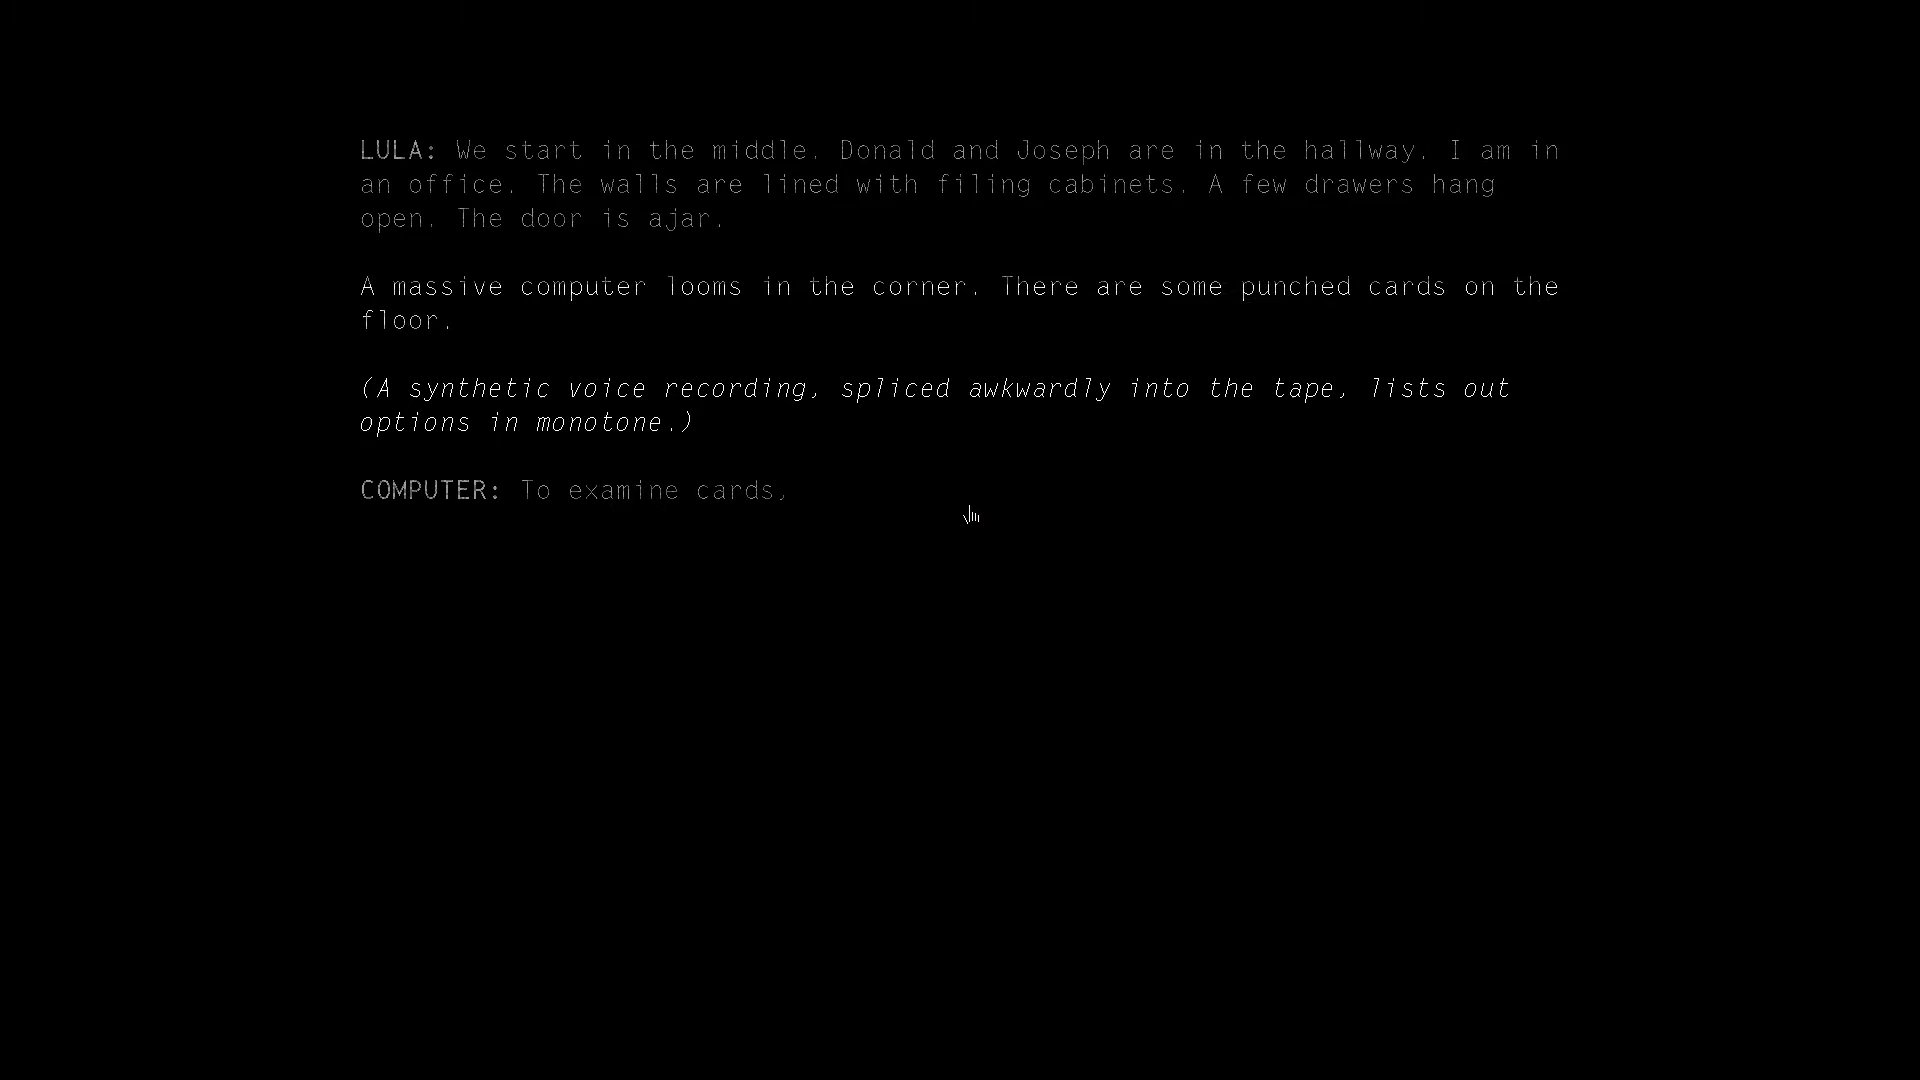 LULA: We start in the middle. Donald and Joseph are in the hallway. I am in
an office. The walls are lined with filing cabinets. A few drawers hang
open. The door is ajar.
A massive computer looms in the corner. There are some punched cards on the
floor.
(A synthetic voice recording, spliced awkwardly into the tape, lists out
options in monotone.)
COMPUTER: To examine cards,